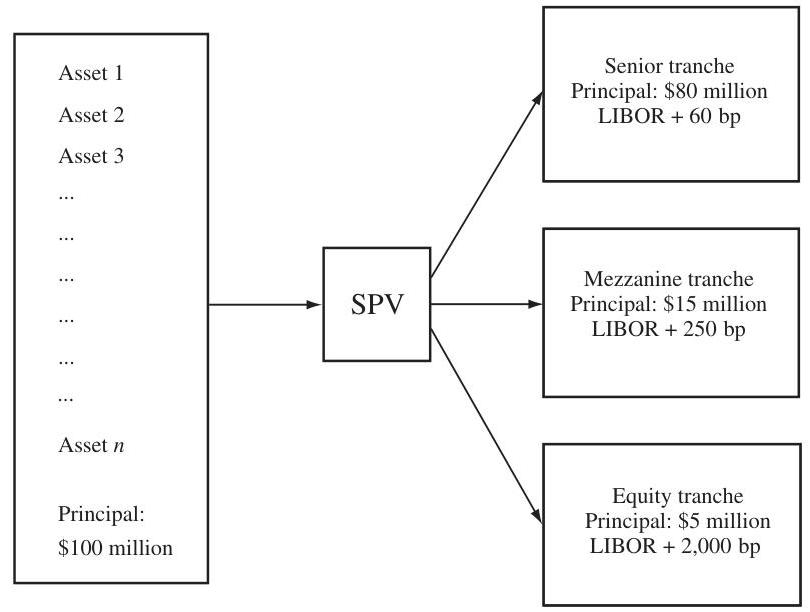 Asset 1
Asset 2
Asset 3
...
...
...
...
...
...
Asset n
Principal:
$100 million
SPV
Senior tranche
Principal: $80 million
LIBOR + 60 bp
Mezzanine tranche
Principal: $15 million
LIBOR + 250 bp
Equity tranche
Principal: $5 million
LIBOR + 2,000 bp